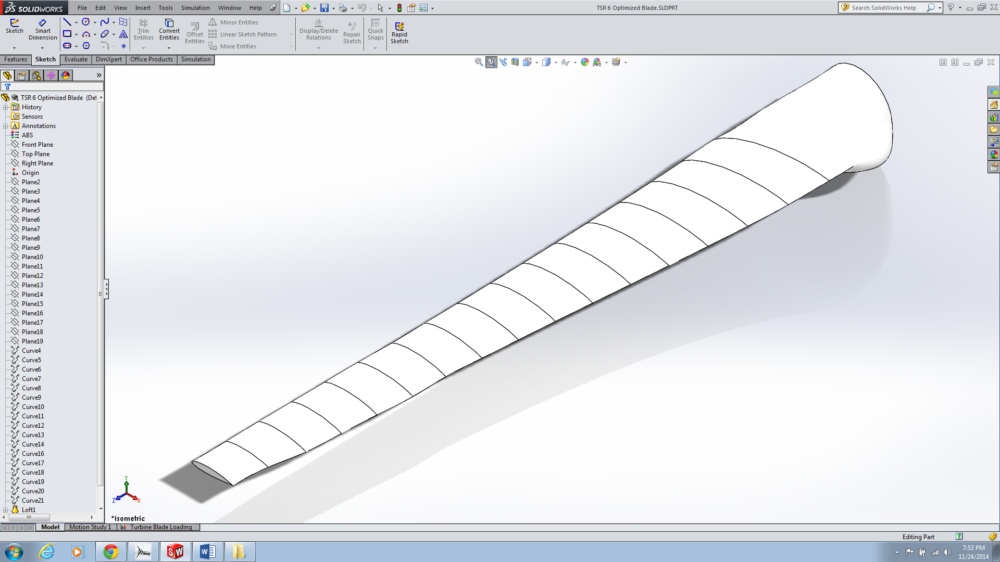 SOLIDWORKS File Edit View Insert Tools Simulation Window Help TSR 6 Optimized Blade.SLDPRT Search SolidWorks Help
Sketch Smart Dimension Trim Entities Convert Entities Offset Entities Mirror Entities Display/Delete Relations Repair Sketch Quick Snaps Rapid Sketch
Linear Sketch Pattern
Move Entities
Features Sketch Evaluate DimXpert Office Products Simulation
TSR 6 Optimized Blade (Def
History
Sensors
Annotations
ABS
Front Plane
Top Plane
Right Plane
Origin
Plane2
Plane3
Plane4
Plane5
Plane6
Plane7
Plane8
Plane9
Plane10
Plane11
Plane12
Plane13
Plane14
Plane15
Plane16
Plane17
Plane18
Plane19
Curve4
Curve5
Curve6
Curve7
Curve8
Curve9
Curve10
Curve11
Curve12
Curve13
Curve14
Curve16
Curve17
Curve18
Curve19
Curve20
Curve21
Loft1
Y
Z X
*Isometric
Model Motion Study 1 Turbine Blade Loading
Editing Part
7:53 PM
11/24/2014